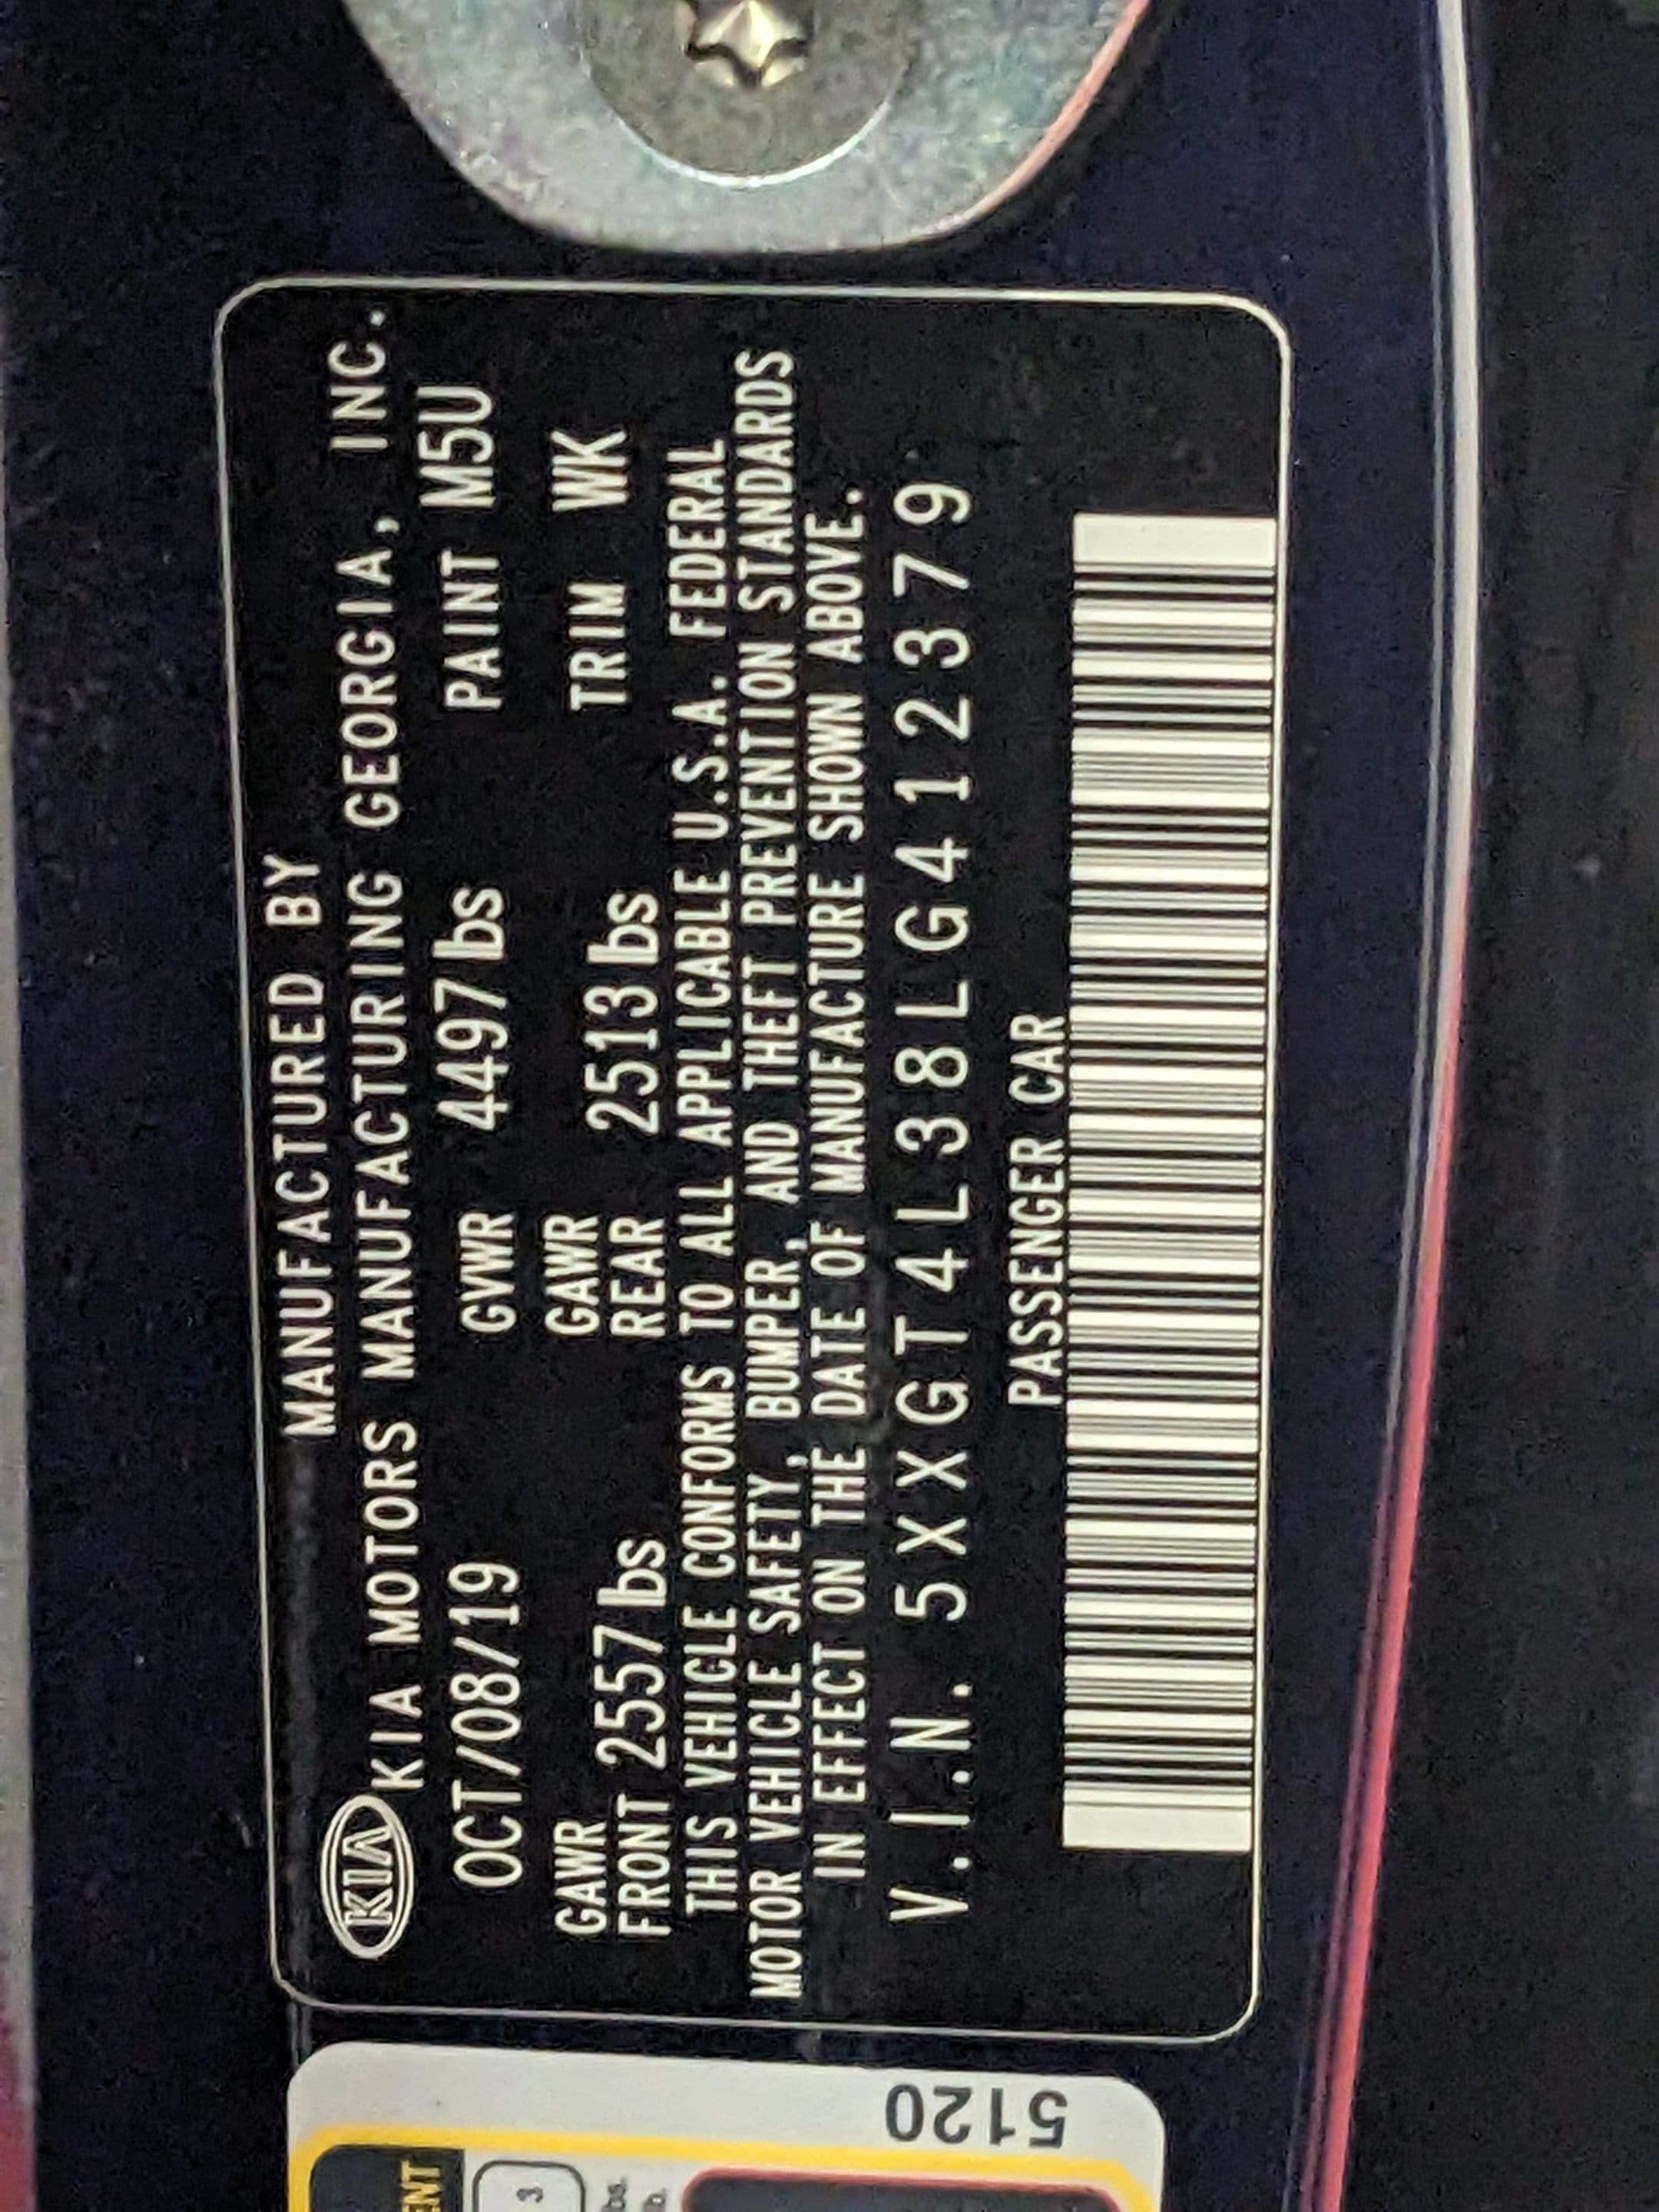 MANUFACTURED BY
KIA KIA MOTORS MANUFACTURING GEORGIA, INC.
OCT/08/19 GVWR 4497lbs PAINT M5U
GAWR GAWR
FRONT 2557lbs REAR 2513lbs TRIM WK
THIS VEHICLE CONFORMS TO ALL APPLICABLE U.S.A. FEDERAL
MOTOR VEHICLE SAFETY, BUMPER, AND THEFT PREVENTION STANDARDS
IN EFFECT ON THE DATE OF MANUFACTURE SHOWN ABOVE.
V.I.N. 5XXGT4L38LG412379
PASSENGER CAR
5120
3